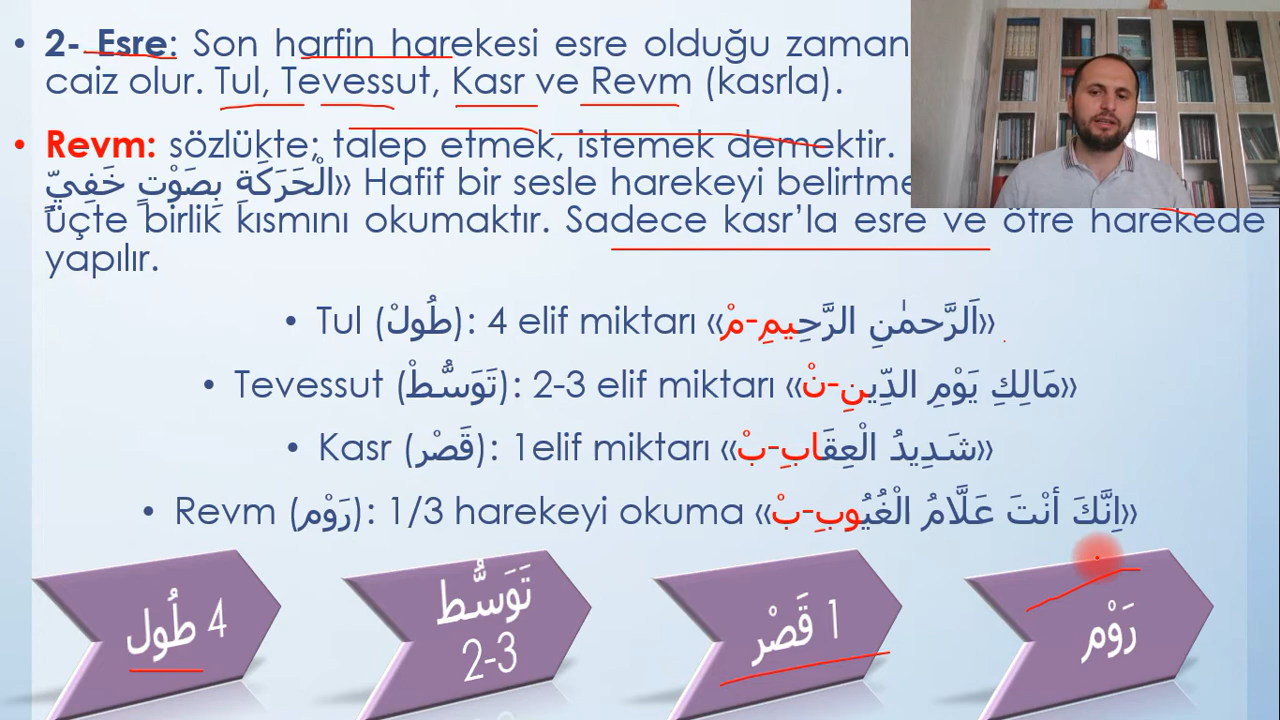 • 2- Esre: Son harfin harekesi esre olduğu zaman
caiz olur. Tul, Tevessut, Kasr ve Revm (kasrla).
• Revm: sözlükte; talep etmek, istemek demektir.
الْحَرَكَةَ بِصَوْتٍ خَفِيٍّ» Hafif bir sesle harekeyi
üçte birlik kısmını okumaktır. Sadece kasr’la esre ve ötre harekede
yapılır.
• Tul (طُولْ): 4 elif miktarı «اَلرَّحمٰنِ الرَّحِيمِ-مْ»
• Tevessut (تَوَسُّطْ): 2-3 elif miktarı «مَالِكِ يَوْمِ الدِّينِ-نْ»
• Kasr (قَصْر): 1elif miktarı «شَدِيدُ الْعِقَابِ-بْ»
• Revm (رَوْم): 1/3 harekeyi okuma «اِنَّكَ أنْتَ عَلَّامُ الْغُيُوبِ-بْ»
4 طُول
تَوَسُّط
2-3
1 قَصْر
رَوْم